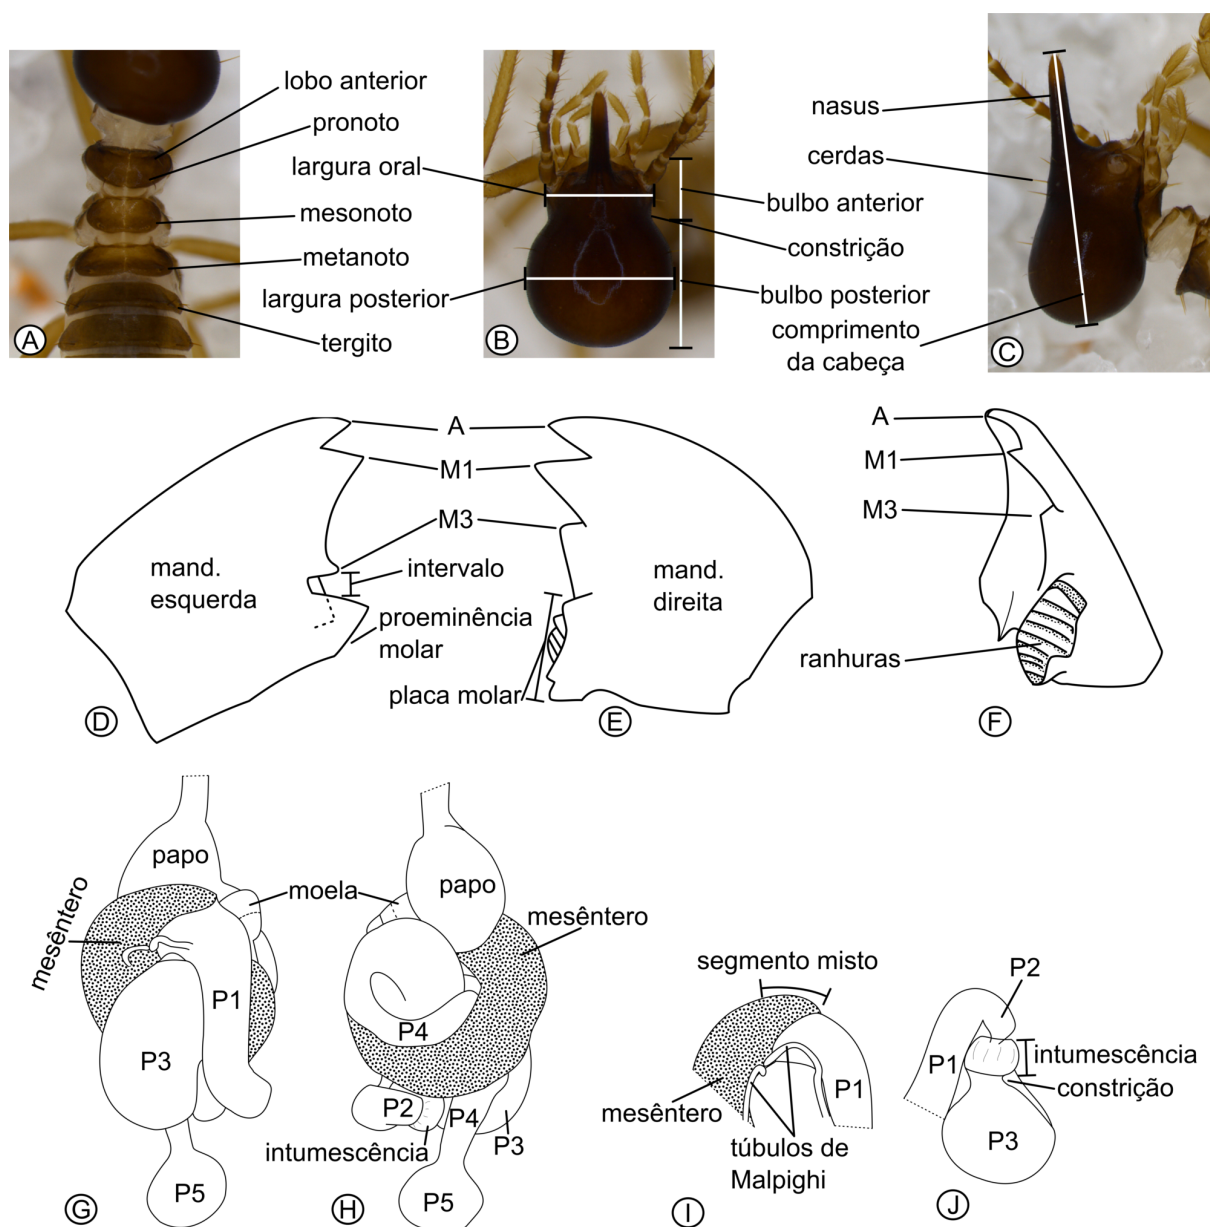 lobo anterior
pronoto
largura oral
mesonoto
metanoto
largura posterior
tergito
A
B
bulbo anterior
constrição
bulbo posterior
comprimento
da cabeça
nasus
cerdas
C
A
M1
M3
mand.
esquerda
intervalo
proeminência
molar
placa molar
mand.
direita
D
E
A
M1
M3
ranhuras
F
papo
mesêntero
moela
P1
P3
P5
G
papo
mesêntero
P4
P2
P4
intumescência
P3
P5
H
segmento misto
P1
mesêntero
túbulos de
Malpighi
I
P2
P1
intumescência
constrição
P3
J